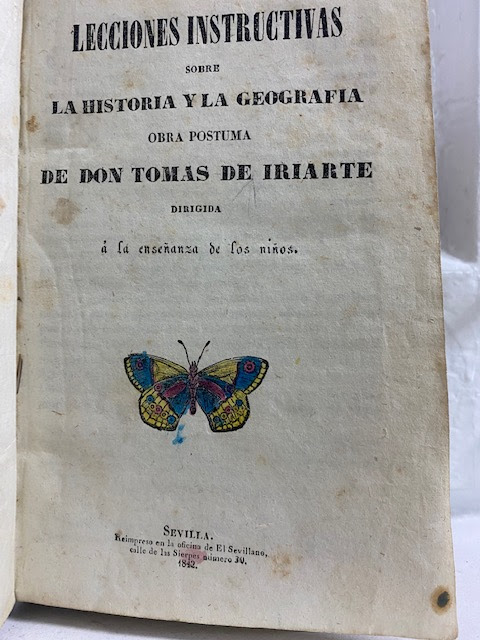 LECCIONES INSTRUCTIVAS
SOBRE
LA HISTORIA Y LA GEOGRAFIA
OBRA POSTUMA
DE DON TOMAS DE IRIARTE
DIRIGIDA
á la enseñanza de los niños.
SEVILLA.
Reimpreso en la oficina de El Sevillano,
calle de las Sierpes número 30.
1842.